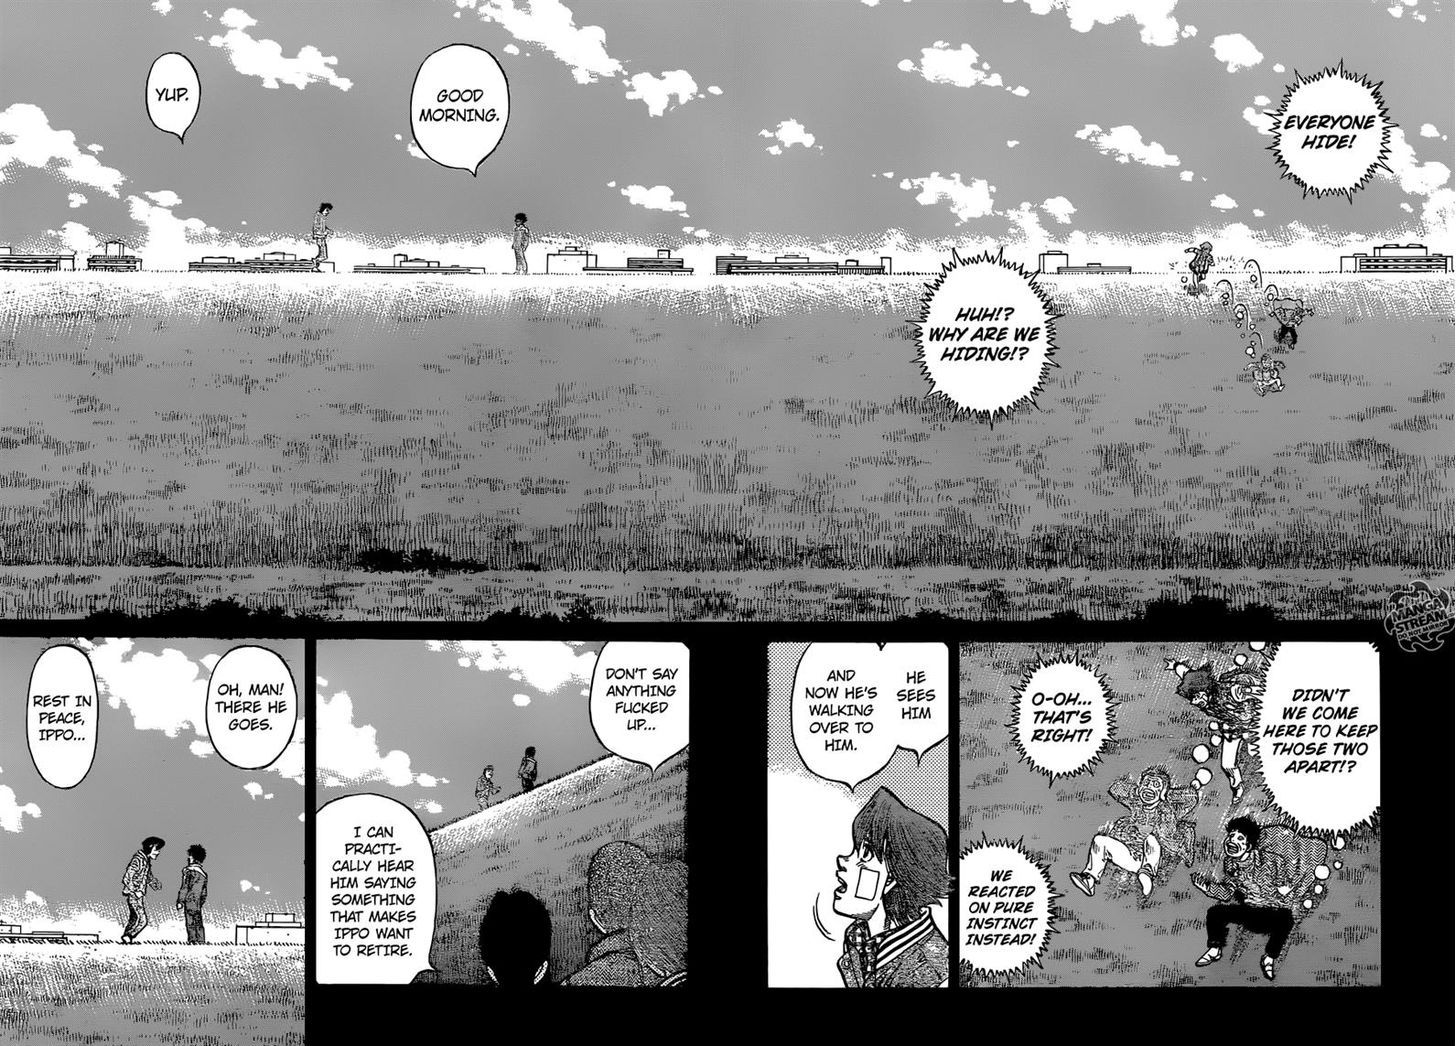 EVERYONE
HIDE!
HUH!?
WHY ARE WE
HIDING!?
GOOD
MORNING.
YUP.
DIDN'T
WE COME
HERE TO KEEP
THOSE TWO
APART!?
O-OH...
THAT'S
RIGHT!
WE
REACTED
ON PURE
INSTINCT
INSTEAD!
HE
SEES
HIM
AND
NOW HE'S
WALKING
OVER TO
HIM.
DON'T SAY
ANYTHING
FUCKED
UP...
I CAN
PRACTI-
CALLY HEAR
HIM SAYING
SOMETHING
THAT MAKES
IPPO WANT
TO RETIRE.
OH, MAN!
THERE HE
GOES.
REST IN
PEACE,
IPPO...
MANGA
STREAM